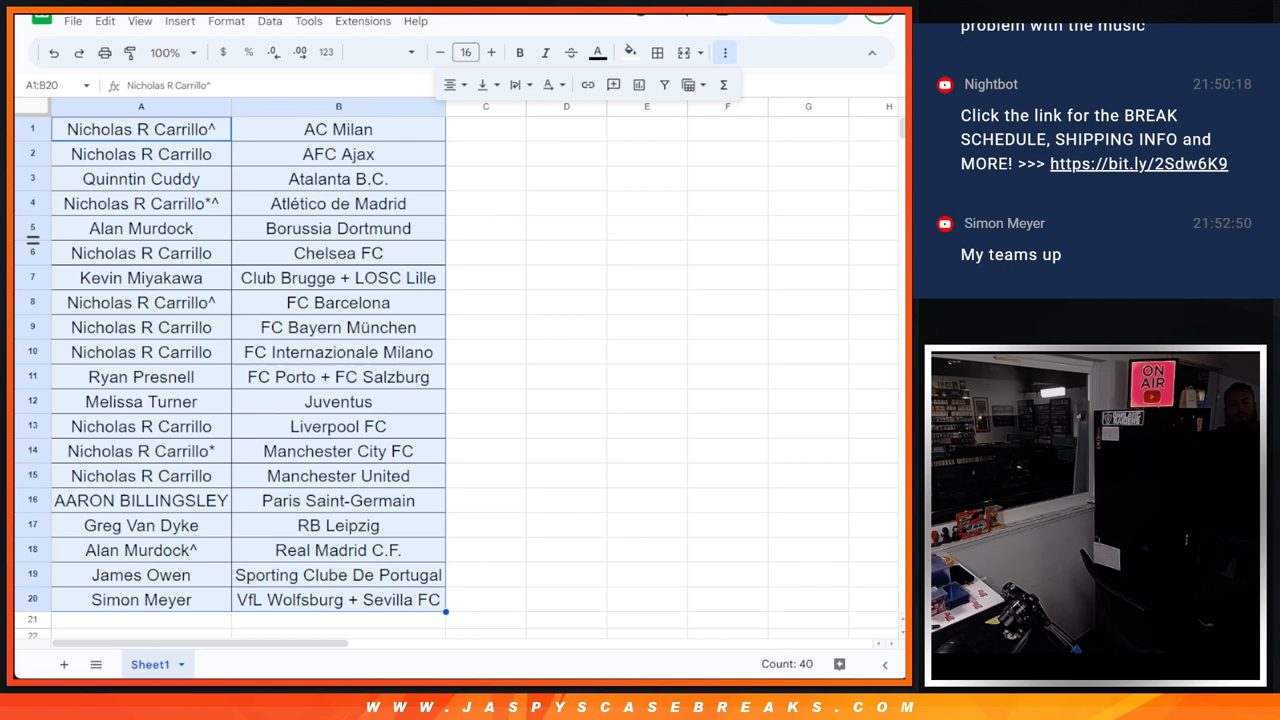 File Edit View Insert Format Data Tools Extensions Help
100% $ % .0 .00 123 16 B I A
A1:B20 fx Nicholas R Carrillo^
A B C D E F G H
1 Nicholas R Carrillo^ AC Milan
2 Nicholas R Carrillo AFC Ajax
3 Quinntin Cuddy Atalanta B.C.
4 Nicholas R Carrillo*^ Atlético de Madrid
5 Alan Murdock Borussia Dortmund
6 Nicholas R Carrillo Chelsea FC
7 Kevin Miyakawa Club Brugge + LOSC Lille
8 Nicholas R Carrillo^ FC Barcelona
9 Nicholas R Carrillo FC Bayern München
10 Nicholas R Carrillo FC Internazionale Milano
11 Ryan Presnell FC Porto + FC Salzburg
12 Melissa Turner Juventus
13 Nicholas R Carrillo Liverpool FC
14 Nicholas R Carrillo* Manchester City FC
15 Nicholas R Carrillo Manchester United
16 AARON BILLINGSLEY Paris Saint-Germain
17 Greg Van Dyke RB Leipzig
18 Alan Murdock^ Real Madrid C.F.
19 James Owen Sporting Clube De Portugal
20 Simon Meyer VfL Wolfsburg + Sevilla FC
21
22
Sheet1 Count: 40
problem with the music
Nightbot 21:50:18
Click the link for the BREAK
SCHEDULE, SHIPPING INFO and
MORE! >>> https://bit.ly/2Sdw6K9
Simon Meyer 21:52:50
My teams up
ON
AIR
WWW.JASPYSCASEBREAKS.COM